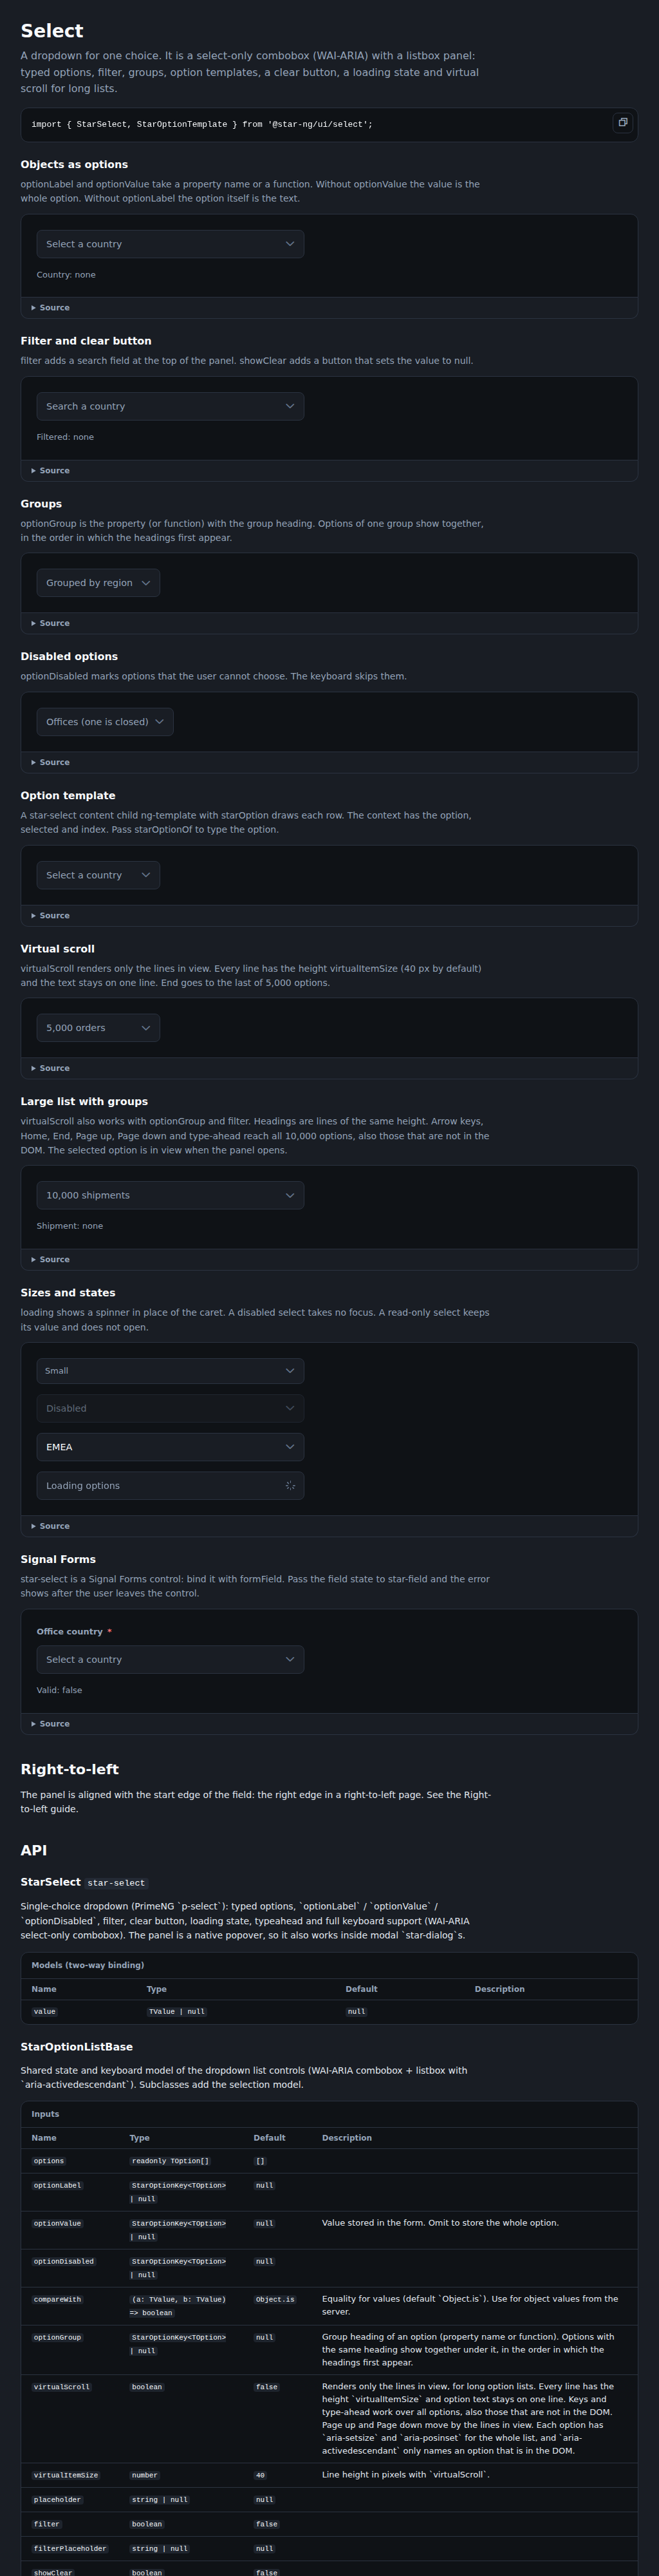 Select
A dropdown for one choice. It is a select-only combobox (WAI-ARIA) with a listbox panel:
typed options, filter, groups, option templates, a clear button, a loading state and virtual
scroll for long lists.
import { StarSelect, StarOptionTemplate } from '@star-ng/ui/select';
Objects as options
optionLabel and optionValue take a property name or a function. Without optionValue the value is the
whole option. Without optionLabel the option itself is the text.
Select a country
Country: none
Source
Filter and clear button
filter adds a search field at the top of the panel. showClear adds a button that sets the value to null.
Search a country
Filtered: none
Source
Groups
optionGroup is the property (or function) with the group heading. Options of one group show together,
in the order in which the headings first appear.
Grouped by region
Source
Disabled options
optionDisabled marks options that the user cannot choose. The keyboard skips them.
Offices (one is closed)
Source
Option template
A star-select content child ng-template with starOption draws each row. The context has the option,
selected and index. Pass starOptionOf to type the option.
Select a country
Source
Virtual scroll
virtualScroll renders only the lines in view. Every line has the height virtualItemSize (40 px by default)
and the text stays on one line. End goes to the last of 5,000 options.
5,000 orders
Source
Large list with groups
virtualScroll also works with optionGroup and filter. Headings are lines of the same height. Arrow keys,
Home, End, Page up, Page down and type-ahead reach all 10,000 options, also those that are not in the
DOM. The selected option is in view when the panel opens.
10,000 shipments
Shipment: none
Source
Sizes and states
loading shows a spinner in place of the caret. A disabled select takes no focus. A read-only select keeps
its value and does not open.
Small
Disabled
EMEA
Loading options
Source
Signal Forms
star-select is a Signal Forms control: bind it with formField. Pass the field state to star-field and the error
shows after the user leaves the control.
Office country *
Select a country
Valid: false
Source
Right-to-left
The panel is aligned with the start edge of the field: the right edge in a right-to-left page. See the Right-
to-left guide.
API
StarSelect star-select
Single-choice dropdown (PrimeNG `p-select`): typed options, `optionLabel` / `optionValue` /
`optionDisabled`, filter, clear button, loading state, typeahead and full keyboard support (WAI-ARIA
select-only combobox). The panel is a native popover, so it also works inside modal `star-dialog`s.
Models (two-way binding)
Name Type Default Description
value TValue | null null
StarOptionListBase
Shared state and keyboard model of the dropdown list controls (WAI-ARIA combobox + listbox with
`aria-activedescendant`). Subclasses add the selection model.
Inputs
Name Type Default Description
options readonly TOption[] []
optionLabel StarOptionKey<TOption> null
| null
optionValue StarOptionKey<TOption> null Value stored in the form. Omit to store the whole option.
| null
optionDisabled StarOptionKey<TOption> null
| null
compareWith (a: TValue, b: TValue) Object.is Equality for values (default `Object.is`). Use for object values from the
=> boolean server.
optionGroup StarOptionKey<TOption> null Group heading of an option (property name or function). Options with
| null the same heading show together under it, in the order in which the
headings first appear.
virtualScroll boolean false Renders only the lines in view, for long option lists. Every line has the
height `virtualItemSize` and option text stays on one line. Keys and
type-ahead work over all options, also those that are not in the DOM.
Page up and Page down move by the lines in view. Each option has
`aria-setsize` and `aria-posinset` for the whole list, and `aria-
activedescendant` only names an option that is in the DOM.
virtualItemSize number 40 Line height in pixels with `virtualScroll`.
placeholder string | null null
filter boolean false
filterPlaceholder string | null null
showClear boolean false